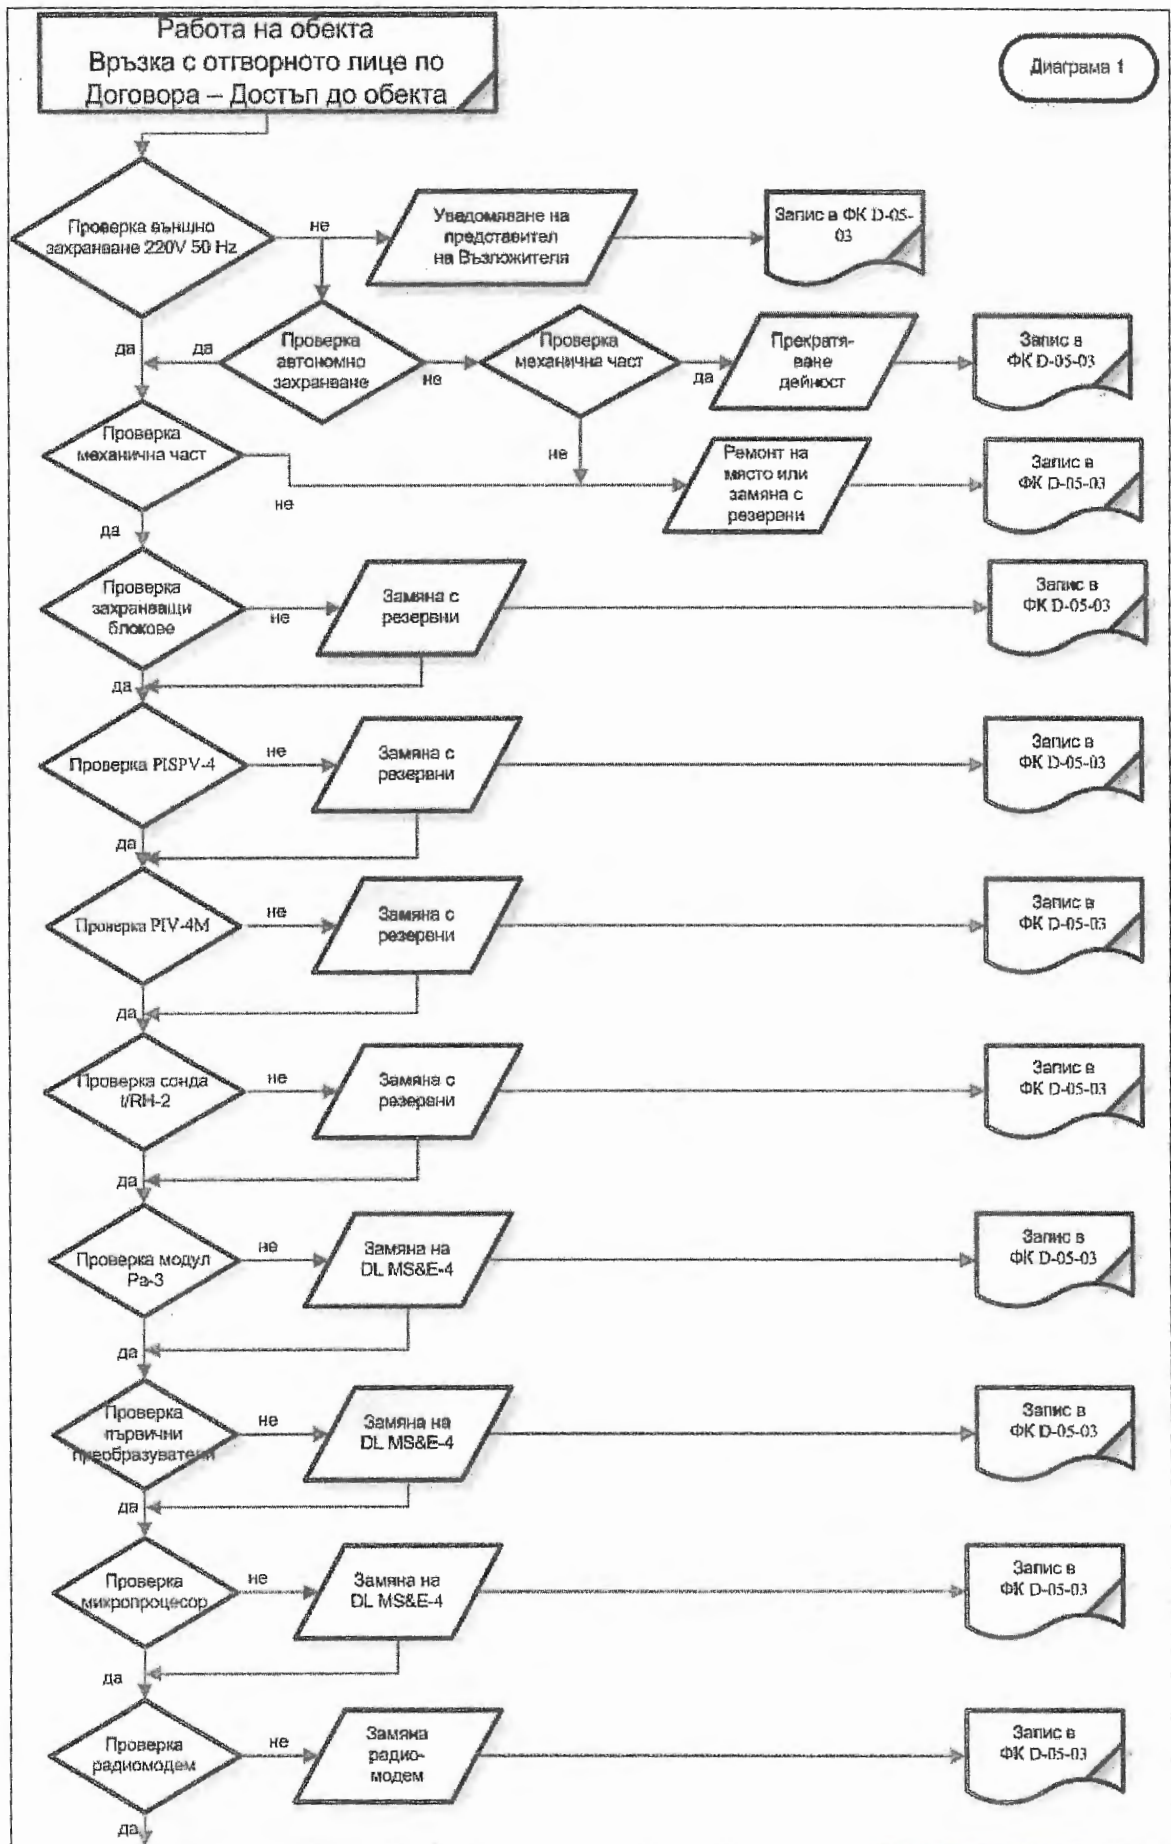 Работа на обекта
Връзка с отговорното лице по
Договора – Достъп до обекта
Диаграма 1
Проверка външно
захранване 220V 50 Hz
не
Уведомяване на
представител
на Възложителя
Запис в ФК D-05-
03
да
да
Проверка
автономно
захранване
не
Проверка
механична част
да
Прекратя-
ване
дейност
Запис в
ФК D-05-03
Проверка
механична част
не
не
Ремонт на
място или
замяна с
резервни
Запис в
ФК D-05-03
да
Проверка
захранващи
блокове
не
Замяна с
резервни
Запис в
ФК D-05-03
да
Проверка PISPV-4
не
Замяна с
резервни
Запис в
ФК D-05-03
да
Проверка PIV-4M
не
Замяна с
резервни
Запис в
ФК D-05-03
да
Проверка сонда
t/RH-2
не
Замяна с
резервни
Запис в
ФК D-05-03
да
Проверка модул
Pa-3
не
Замяна на
DL MS&E-4
Запис в
ФК D-05-03
да
Проверка
първични
преобразуватели
не
Замяна на
DL MS&E-4
Запис в
ФК D-05-03
да
Проверка
микропроцесор
не
Замяна на
DL MS&E-4
Запис в
ФК D-05-03
да
Проверка
радиомодем
не
Замяна
радио-
модем
Запис в
ФК D-05-03
да